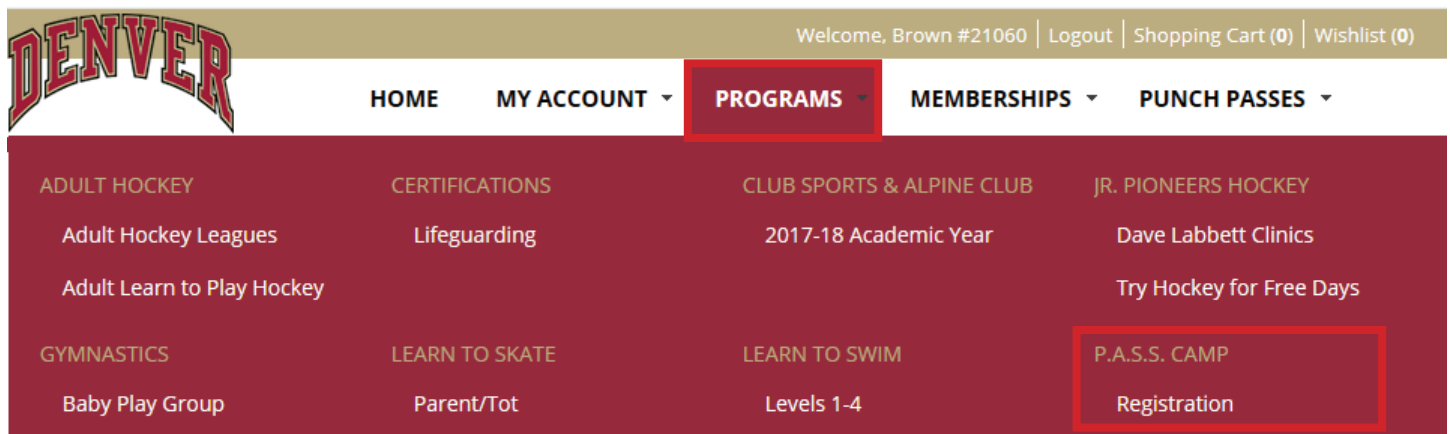 DENVER
Welcome, Brown #21060 | Logout | Shopping Cart (0) | Wishlist (0)
HOME MY ACCOUNT PROGRAMS MEMBERSHIPS PUNCH PASSES
ADULT HOCKEY CERTIFICATIONS CLUB SPORTS & ALPINE CLUB JR. PIONEERS HOCKEY
Adult Hockey Leagues Lifeguarding 2017-18 Academic Year Dave Labbett Clinics
Adult Learn to Play Hockey Try Hockey for Free Days
GYMNASTICS LEARN TO SKATE LEARN TO SWIM P.A.S.S. CAMP
Baby Play Group Parent/Tot Levels 1-4 Registration